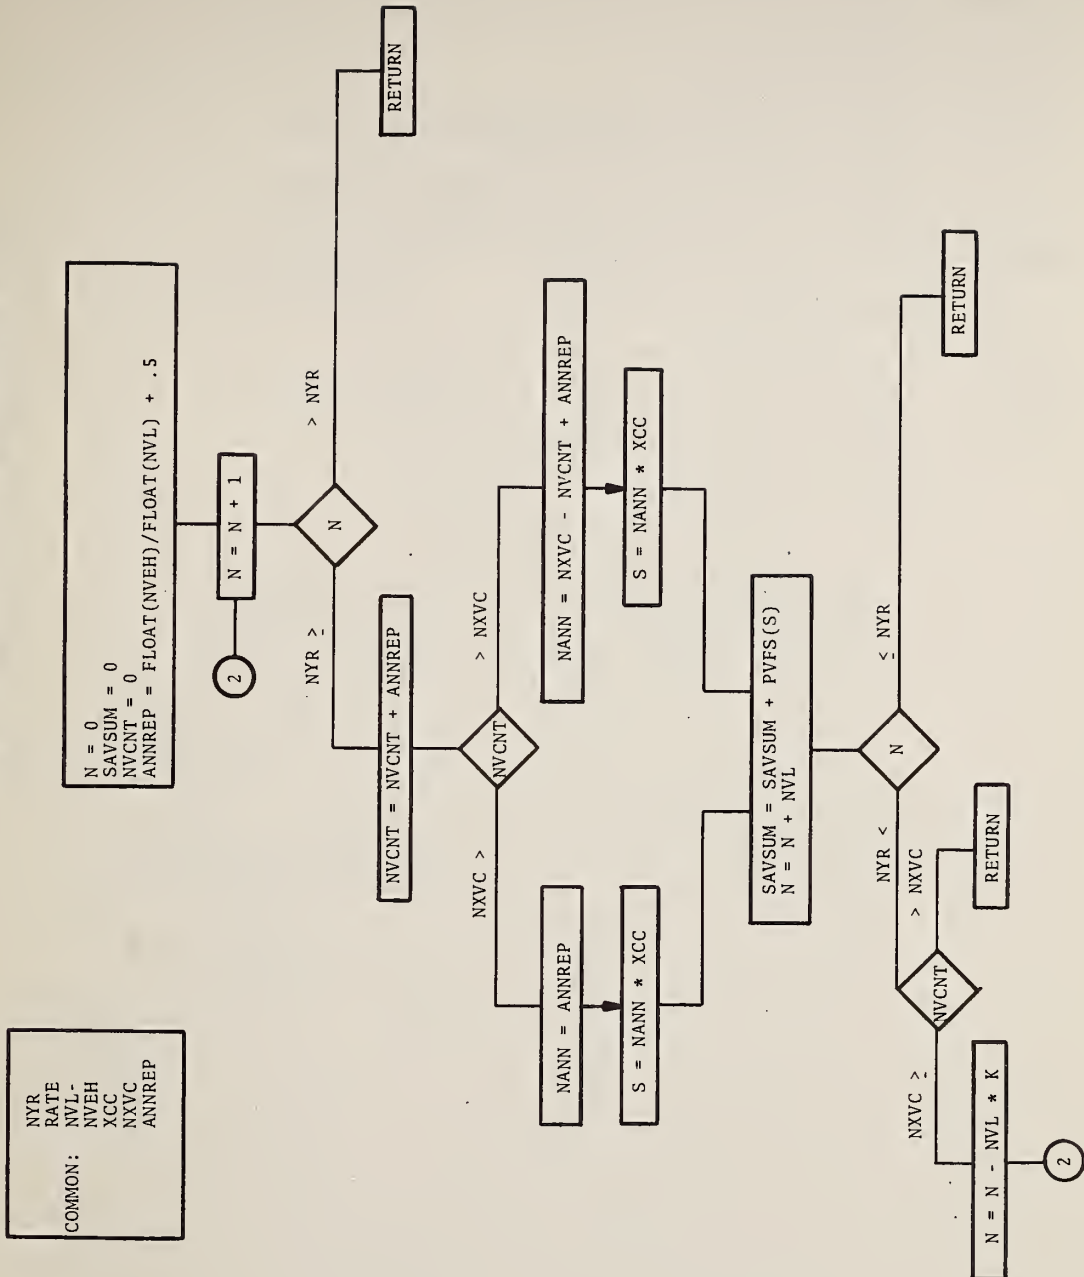 COMMON: NYR
RATE
NVL-
NVEH
XCC
NXVC
ANNREP
N = 0
SAVSUM = 0
NVCNT = 0
ANNREP = FLOAT(NVEH)/FLOAT(NVL) + .5
2
N = N + 1
N
NYR ≥
> NYR
RETURN
NVCNT = NVCNT + ANNREP
NVCNT
NXVC >
> NXVC
NANN = ANNREP
NANN = NXVC - NVCNT + ANNREP
S = NANN * XCC
S = NANN * XCC
SAVSUM = SAVSUM + PVFS(S)
N = N + NVL
N
NYR <
≤ NYR
RETURN
NVCNT
NXVC ≥
> NXVC
RETURN
N = N - NVL * K
2